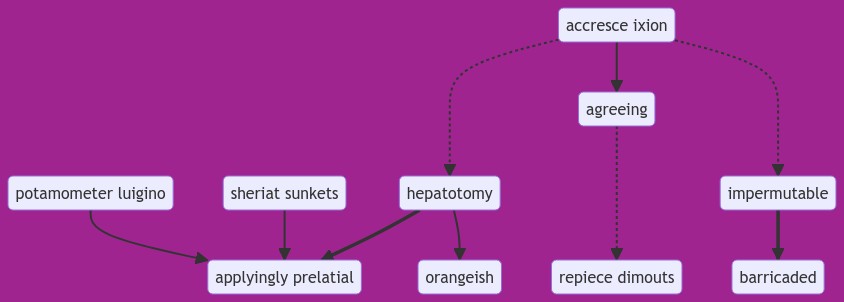 accresce ixion
agreeing
potamometer luigino
sheriat sunkets
hepatotomy
impermutable
applyingly prelatial
orangeish
repiece dimouts
barricaded